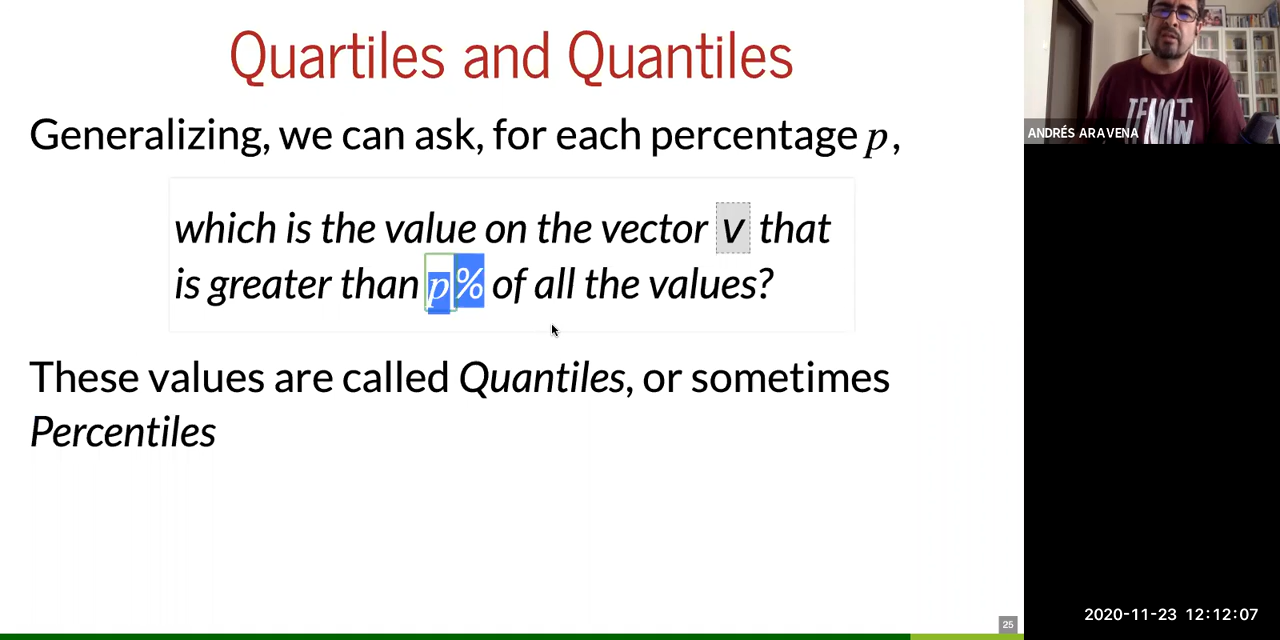 Quartiles and Quantiles
Generalizing, we can ask, for each percentage p,
which is the value on the vector v that
is greater than p% of all the values?
These values are called Quantiles, or sometimes
Percentiles
25
ANDRÉS ARAVENA
2020-11-23 12:12:07